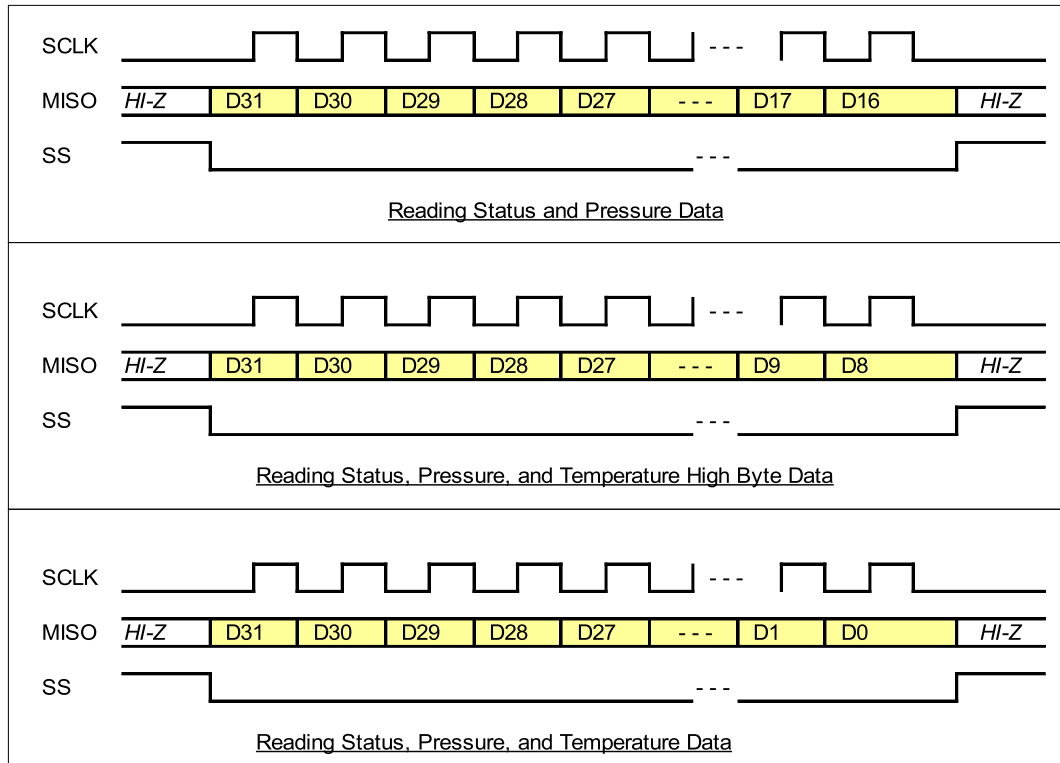 SCLK - - -
MISO HI-Z D31 D30 D29 D28 D27 - - - D17 D16 HI-Z
SS - - -
Reading Status and Pressure Data
SCLK - - -
MISO HI-Z D31 D30 D29 D28 D27 - - - D9 D8 HI-Z
SS - - -
Reading Status, Pressure, and Temperature High Byte Data
SCLK - - -
MISO HI-Z D31 D30 D29 D28 D27 - - - D1 D0 HI-Z
SS - - -
Reading Status, Pressure, and Temperature Data